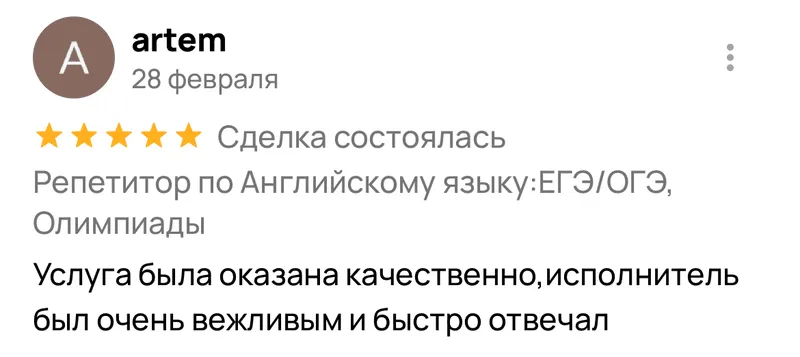 A
artem
28 февраля
Сделка состоялась
Репетитор по Английскому языку:ЕГЭ/ОГЭ,
Олимпиады
Услуга была оказана качественно,исполнитель
был очень вежливым и быстро отвечал